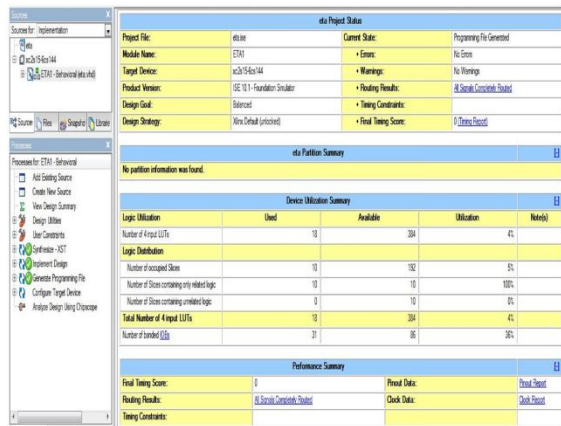 Sources
Sources for: Implementation
eta
xc2s15-6cs144
ETA1 - Behavioral (eta.vhd)
Sources Files Snapshots Libraries
Processes
Processes for: ETA1 - Behavioral
Add Existing Source
Create New Source
View Design Summary
Design Utilities
User Constraints
Synthesize - XST
Implement Design
Generate Programming File
Configure Target Device
Analyze Design Using Chipscope
eta Project Status
Project File: eta.ise Current State: Programming File Generated
Module Name: ETA1 • Errors: No Errors
Target Device: xc2s15-6cs144 • Warnings: No Warnings
Product Version: ISE 10.1 - Foundation Simulator • Routing Results: All Signals Completely Routed
Design Goal: Balanced • Timing Constraints:
Design Strategy: Xilinx Default (unlocked) • Final Timing Score: 0 (Timing Report)
eta Partition Summary [-]
No partition information was found.
Device Utilization Summary [-]
Logic Utilization Used Available Utilization Note(s)
Number of 4 input LUTs 18 384 4%
Logic Distribution
Number of occupied Slices 10 192 5%
Number of Slices containing only related logic 10 10 100%
Number of Slices containing unrelated logic 0 10 0%
Total Number of 4 input LUTs 18 384 4%
Number of bonded IOBs 31 86 36%
Performance Summary [-]
Final Timing Score: 0 Pinout Data: Pinout Report
Routing Results: All Signals Completely Routed Clock Data: Clock Report
Timing Constraints: